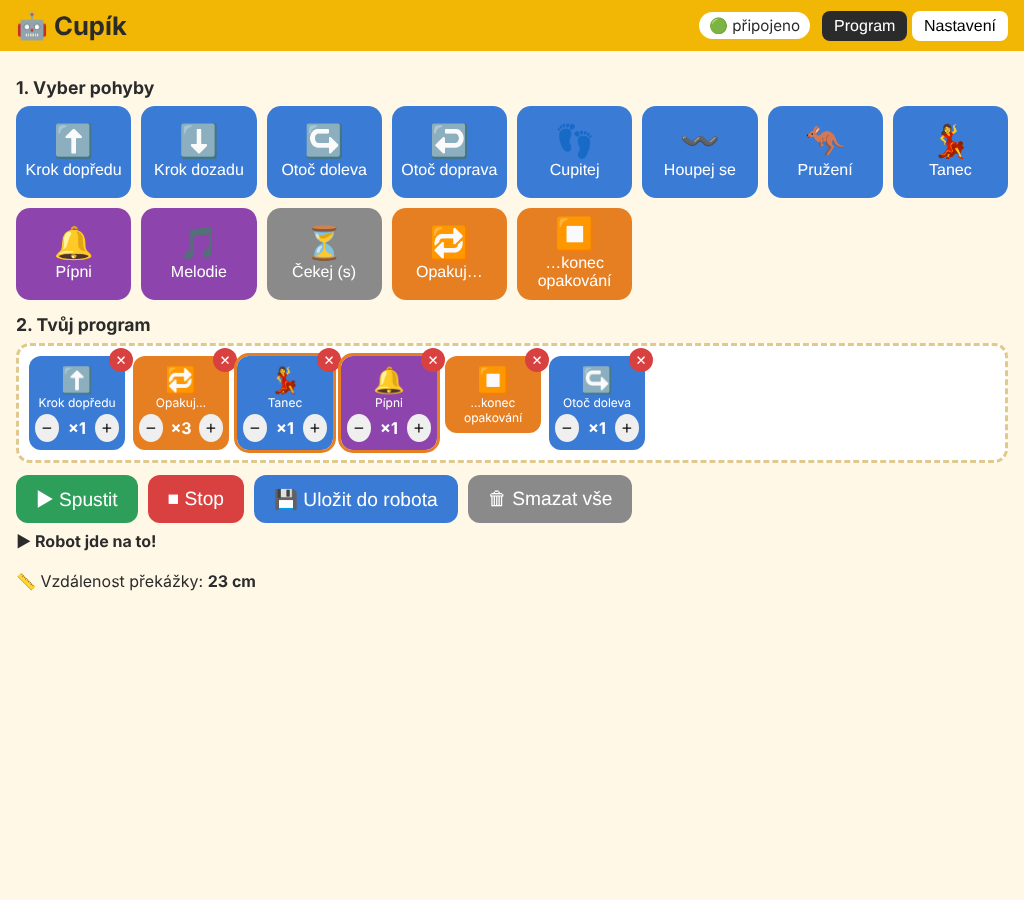 🤖 Cupík
🟢 připojeno
Program
Nastavení
1. Vyber pohyby
Krok dopředu
Krok dozadu
Otoč doleva
Otoč doprava
Cupitej
Houpej se
Pružení
Tanec
Pípni
Melodie
Čekej (s)
Opakuj…
…konec
opakování
2. Tvůj program
Krok dopředu
− ×1 +
✕
Opakuj…
− ×3 +
✕
Tanec
− ×1 +
✕
Pípni
− ×1 +
✕
…konec
opakování
✕
Otoč doleva
− ×1 +
✕
▶ Spustit
■ Stop
💾 Uložit do robota
🗑 Smazat vše
▶ Robot jde na to!
📏 Vzdálenost překážky: 23 cm